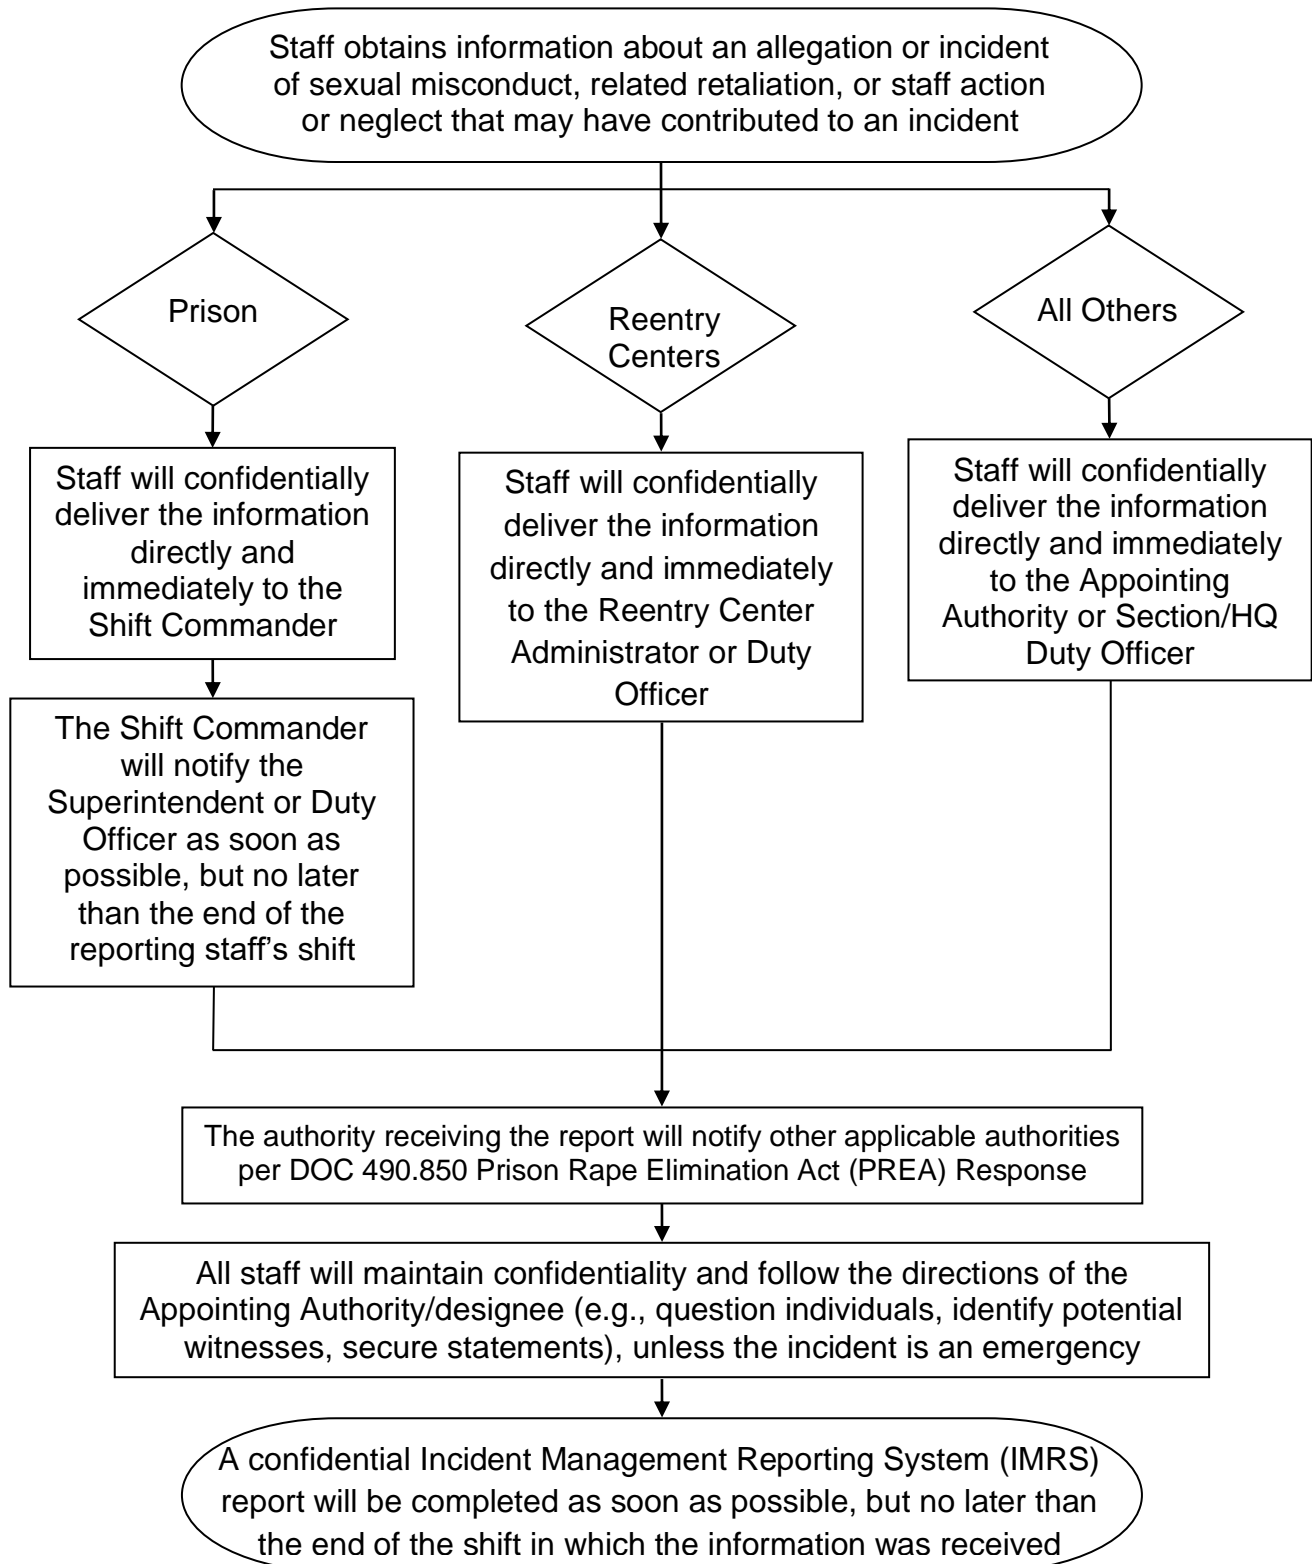 Staff obtains information about an allegation or incident
of sexual misconduct, related retaliation, or staff action
or neglect that may have contributed to an incident
Prison
Reentry
Centers
All Others
Staff will confidentially
deliver the information
directly and
immediately to the
Shift Commander
Staff will confidentially
deliver the information
directly and immediately
to the Reentry Center
Administrator or Duty
Officer
Staff will confidentially
deliver the information
directly and immediately
to the Appointing
Authority or Section/HQ
Duty Officer
The Shift Commander
will notify the
Superintendent or Duty
Officer as soon as
possible, but no later
than the end of the
reporting staff’s shift
The authority receiving the report will notify other applicable authorities
per DOC 490.850 Prison Rape Elimination Act (PREA) Response
All staff will maintain confidentiality and follow the directions of the
Appointing Authority/designee (e.g., question individuals, identify potential
witnesses, secure statements), unless the incident is an emergency
A confidential Incident Management Reporting System (IMRS)
report will be completed as soon as possible, but no later than
the end of the shift in which the information was received